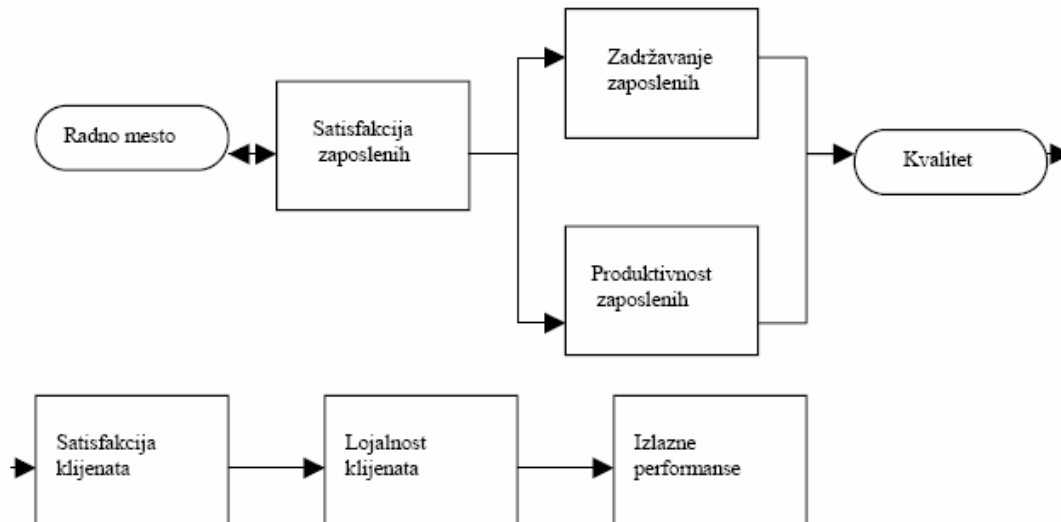 Zadržavanje
zaposlenih
Radno mesto
Satisfakcija
zaposlenih
Kvalitet
Produktivnost
zaposlenih
Satisfakcija
klijenata
Lojalnost
klijenata
Izlazne
performanse